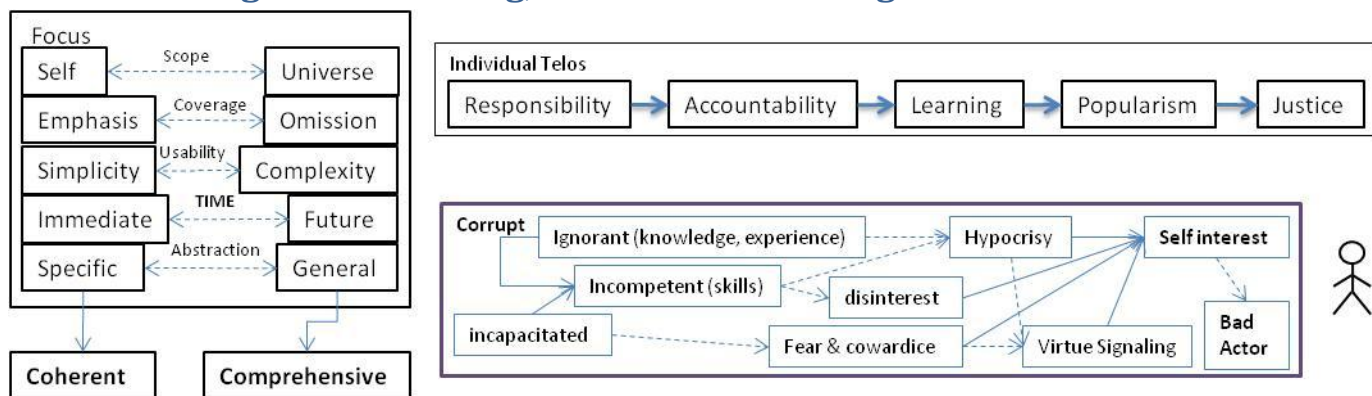 Focus
Scope
Self
Universe
Coverage
Emphasis
Omission
Usability
Simplicity
Complexity
TIME
Immediate
Future
Abstraction
Specific
General
Coherent
Comprehensive
Individual Telos
Responsibility
Accountability
Learning
Popularism
Justice
Corrupt
Ignorant (knowledge, experience)
Hypocrisy
Self interest
Incompetent (skills)
disinterest
incapacitated
Fear & cowardice
Virtue Signaling
Bad
Actor